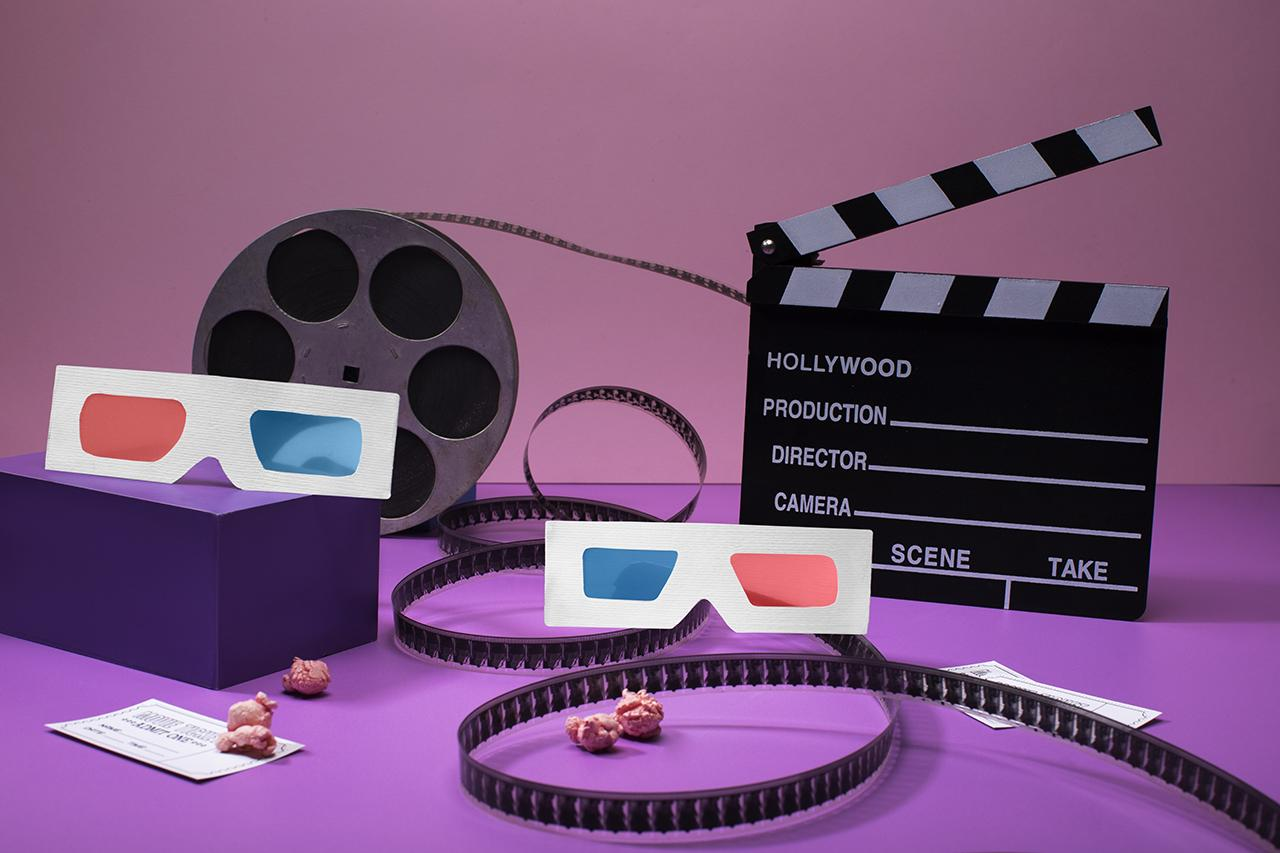 HOLLYWOOD
PRODUCTION
DIRECTOR
CAMERA
SCENE TAKE
ADMIT ONE